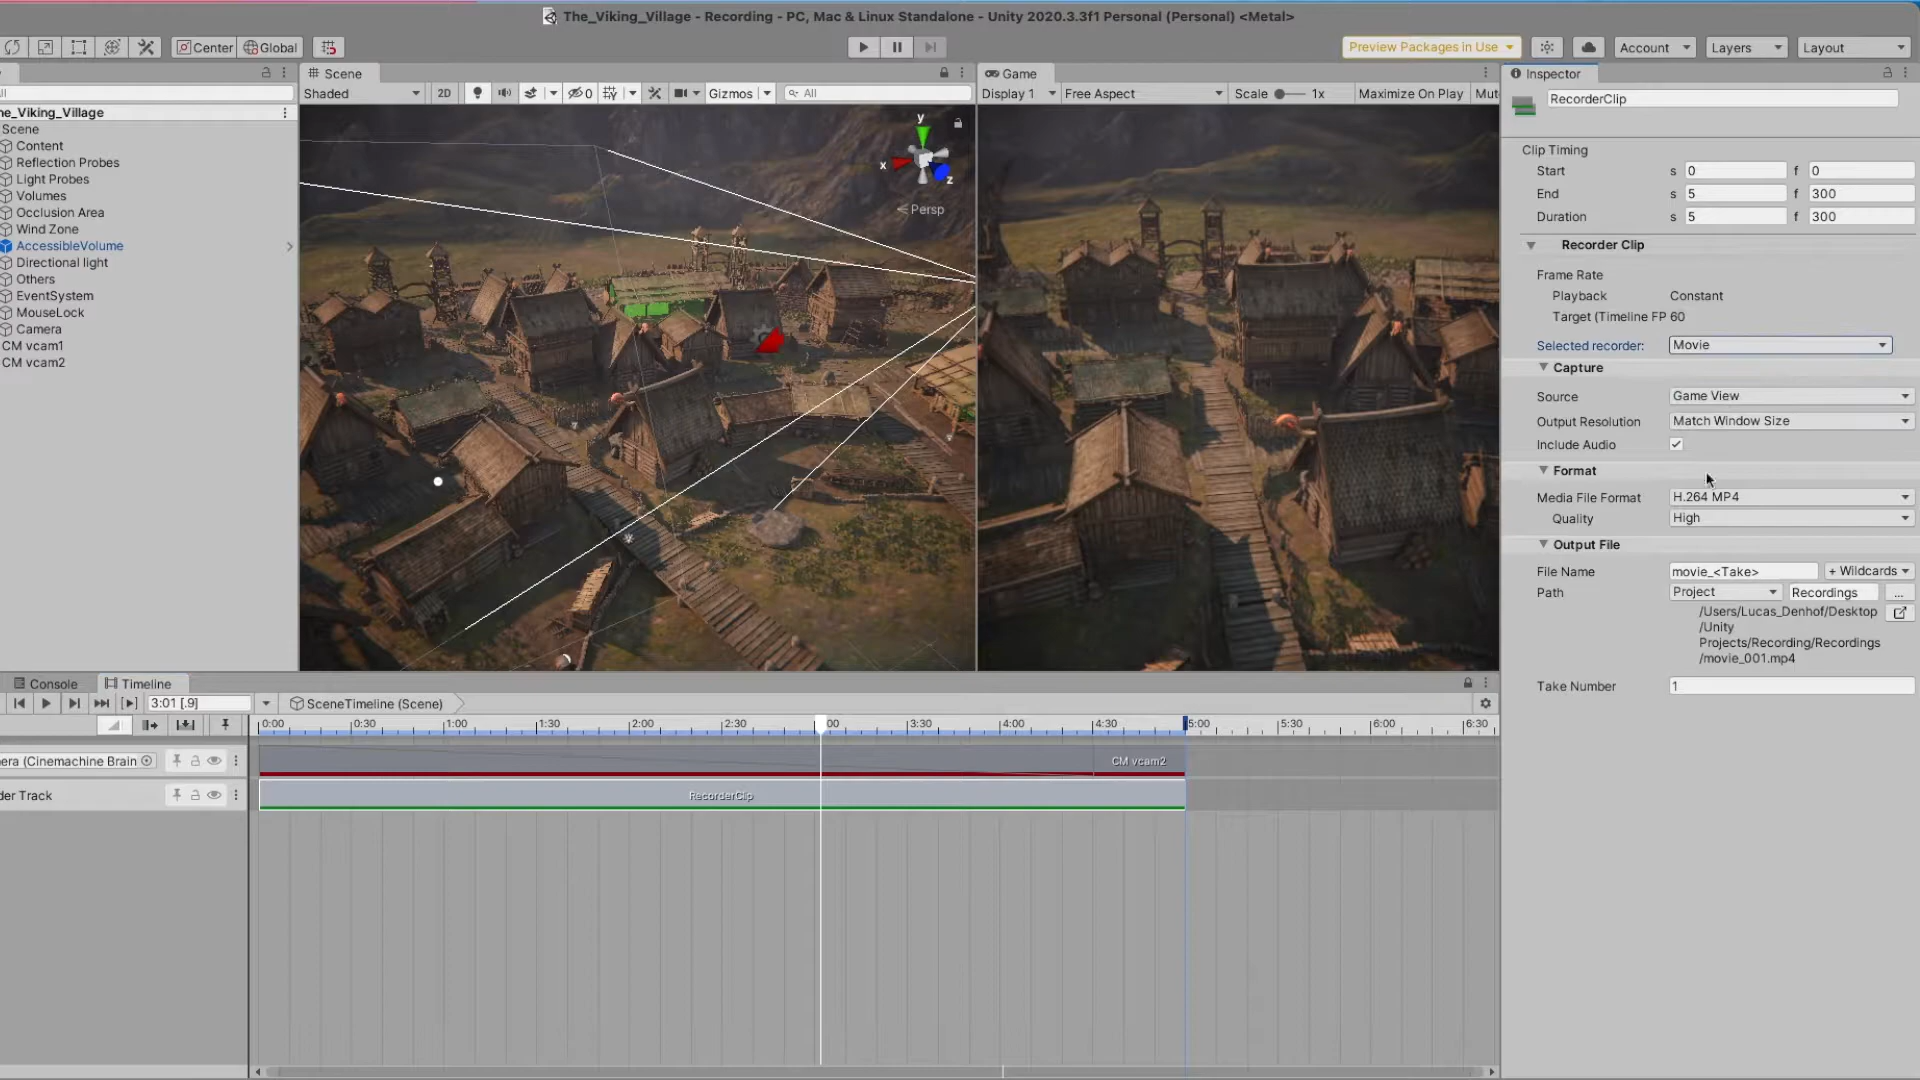 The_Viking_Village - Recording - PC, Mac & Linux Standalone - Unity 2020.3.3f1 Personal (Personal) <Metal>
Center Global
Preview Packages in Use Account Layers Layout
All
he_Viking_Village
Scene
Content
Reflection Probes
Light Probes
Volumes
Occlusion Area
Wind Zone
AccessibleVolume
Directional light
Others
EventSystem
MouseLock
Camera
CM vcam1
CM vcam2
Scene
Shaded 2D 0 Gizmos All
y
x
z
Persp
Game
Display 1 Free Aspect Scale 1x Maximize On Play Mut
Inspector
RecorderClip
Clip Timing
Start s 0 f 0
End s 5 f 300
Duration s 5 f 300
Recorder Clip
Frame Rate
Playback Constant
Target (Timeline FP 60
Selected recorder: Movie
Capture
Source Game View
Output Resolution Match Window Size
Include Audio
Format
Media File Format H.264 MP4
Quality High
Output File
File Name movie_<Take> + Wildcards
Path Project Recordings ...
/Users/Lucas_Denhof/Desktop
/Unity
Projects/Recording/Recordings
/movie_001.mp4
Take Number 1
Console Timeline
3:01 [.9] SceneTimeline (Scene)
0:00 0:30 1:00 1:30 2:00 2:30 :00 3:30 4:00 4:30 5:00 5:30 6:00 6:30
era (Cinemachine Brain CM vcam2
der Track RecorderClip